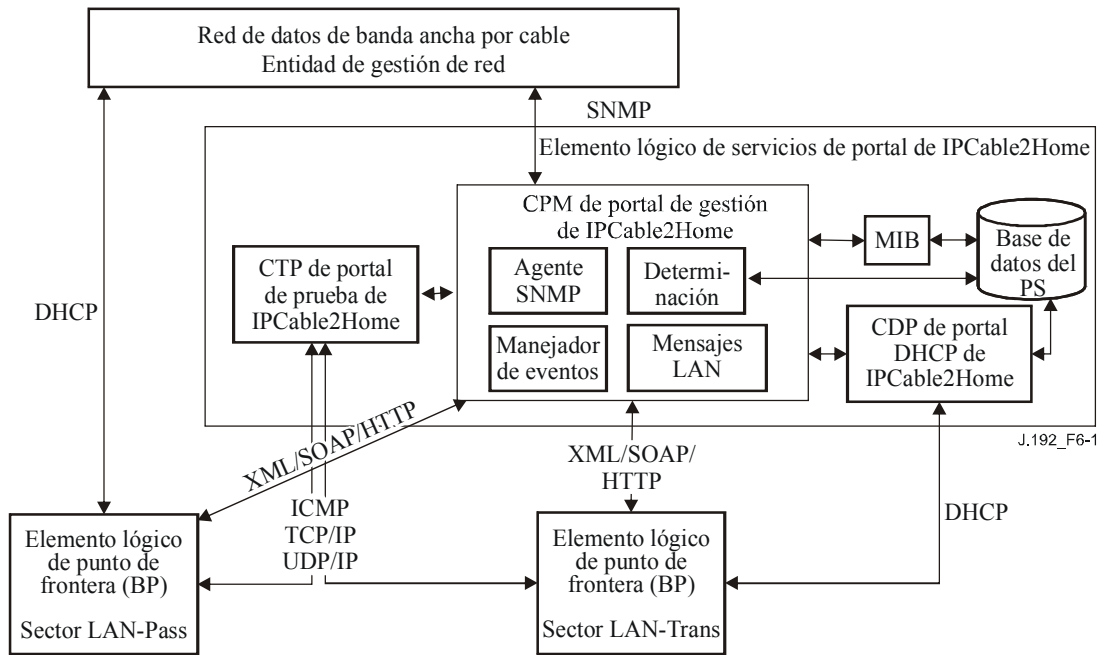 Red de datos de banda ancha por cable
Entidad de gestión de red
SNMP
Elemento lógico de servicios de portal de IPCable2Home
CPM de portal de gestión
de IPCable2Home
MIB
Base de
datos del
PS
CTP de portal
de prueba de
IPCable2Home
Agente
SNMP
Determi-
nación
DHCP
CDP de portal
DHCP de
IPCable2Home
Manejador
de eventos
Mensajes
LAN
J.192_F6-1
XML/SOAP/HTTP
XML/SOAP/
HTTP
ICMP
TCP/IP
UDP/IP
DHCP
Elemento lógico
de punto de
frontera (BP)
Sector LAN-Pass
Elemento lógico
de punto de
frontera (BP)
Sector LAN-Trans